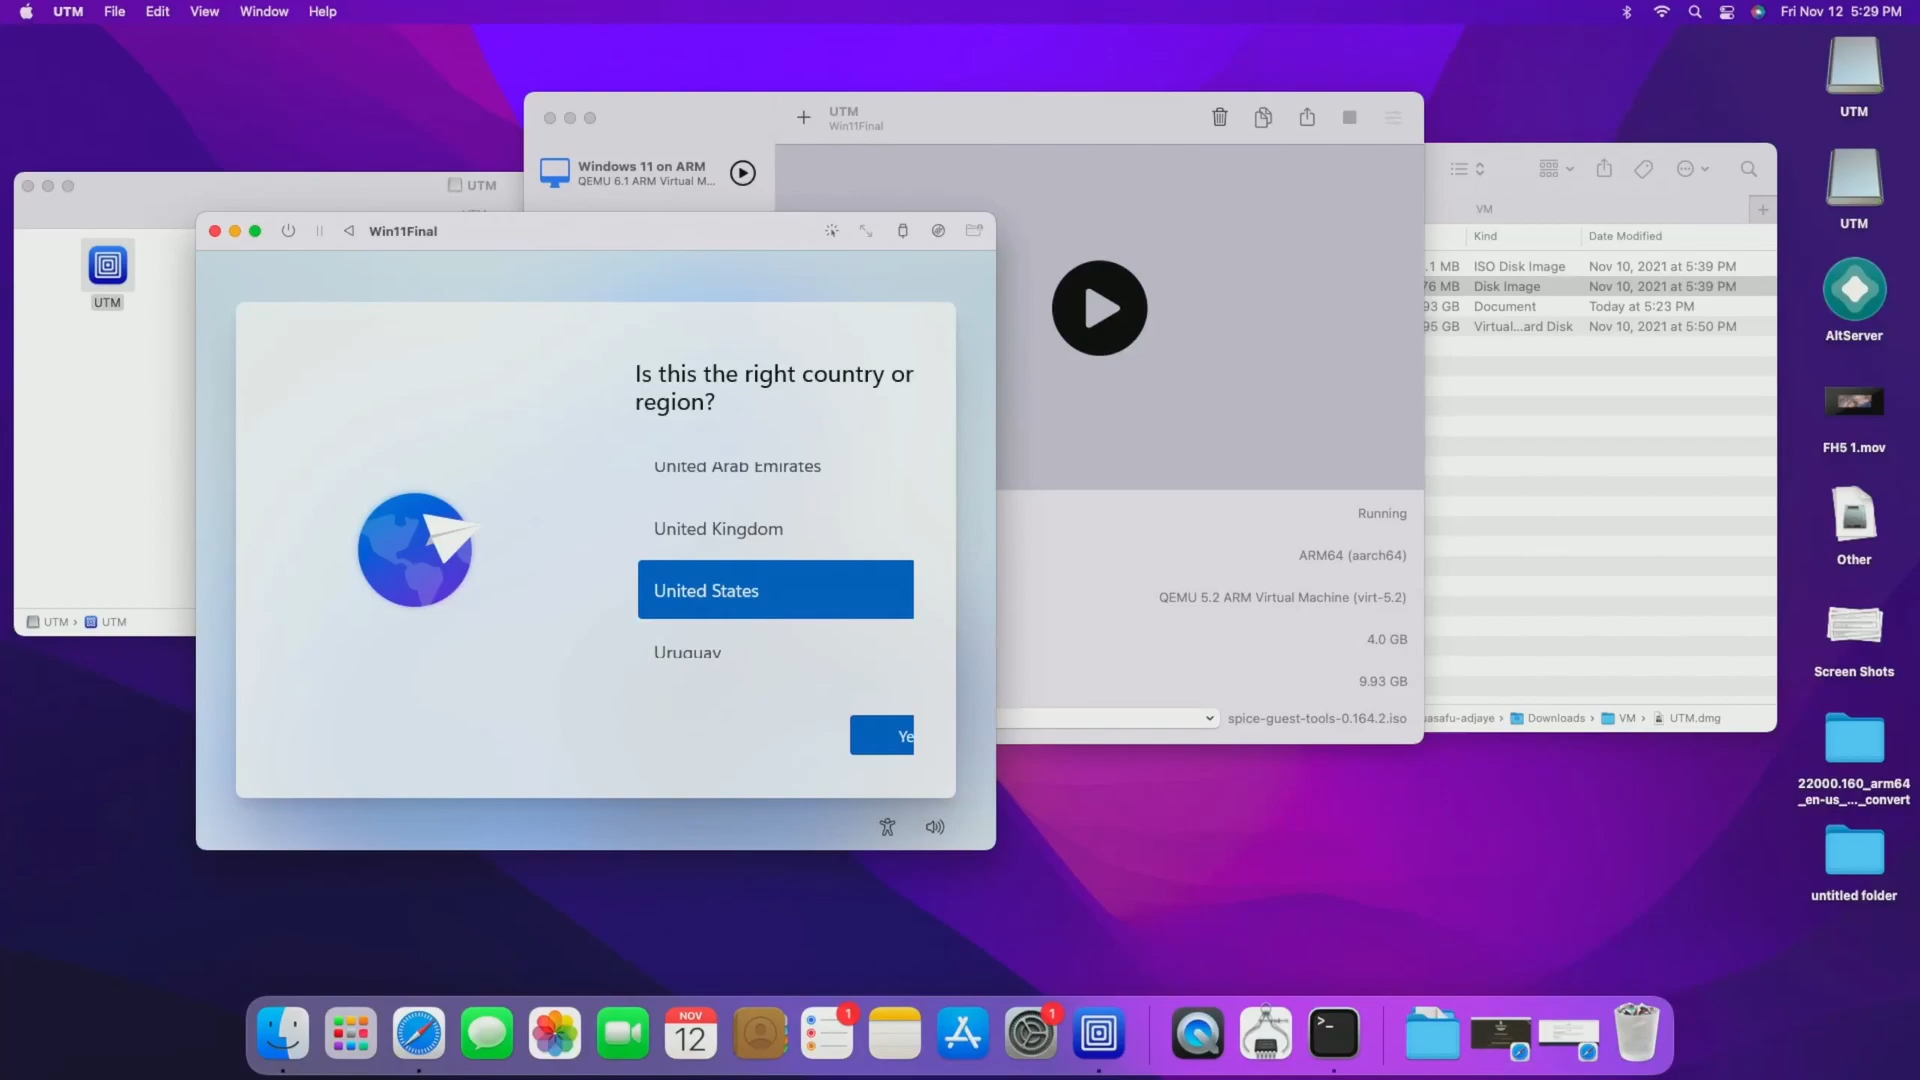 UTM File Edit View Window Help
Fri Nov 12 5:29 PM
UTM
Win11Final
Windows 11 on ARM
QEMU 6.1 ARM Virtual M...
UTM
UTM
UTM › UTM
Win11Final
Is this the right country or
region?
United Arab Emirates
United Kingdom
United States
Uruguay
Ye
Running
ARM64 (aarch64)
QEMU 5.2 ARM Virtual Machine (virt-5.2)
4.0 GB
9.93 GB
spice-guest-tools-0.164.2.iso
VM
Kind Date Modified
.1 MB ISO Disk Image Nov 10, 2021 at 5:39 PM
76 MB Disk Image Nov 10, 2021 at 5:39 PM
93 GB Document Today at 5:23 PM
95 GB Virtual...ard Disk Nov 10, 2021 at 5:50 PM
uasafu-adjaye › Downloads › VM › UTM.dmg
UTM
UTM
AltServer
FH5 1.mov
Other
Screen Shots
22000.160_arm64
_en-us_..._convert
untitled folder
NOV
12
1
1